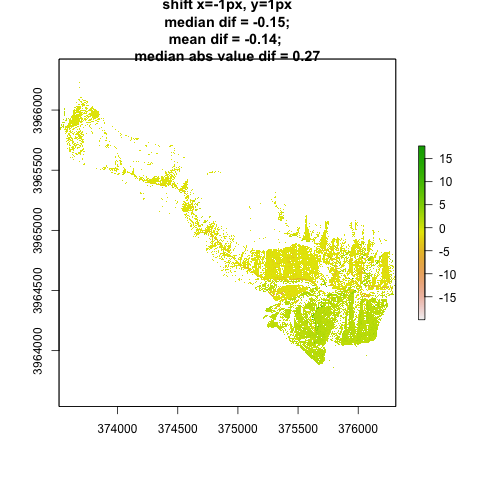 shift x=-1px, y=1px
median dif = -0.15;
mean dif = -0.14;
median abs value dif = 0.27
3966000
3965500
3965000
3964500
3964000
15
10
5
0
-5
-10
-15
374000 374500 375000 375500 376000